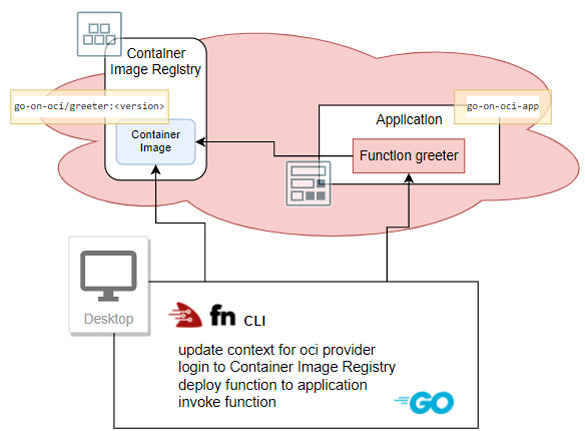 Container
Image Registry
go-on-oci/greeter:<version>
go-on-oci-app
Application
Container
Image
Function greeter
Desktop
fn CLI
update context for oci provider
login to Container Image Registry
deploy function to application
invoke function
GO